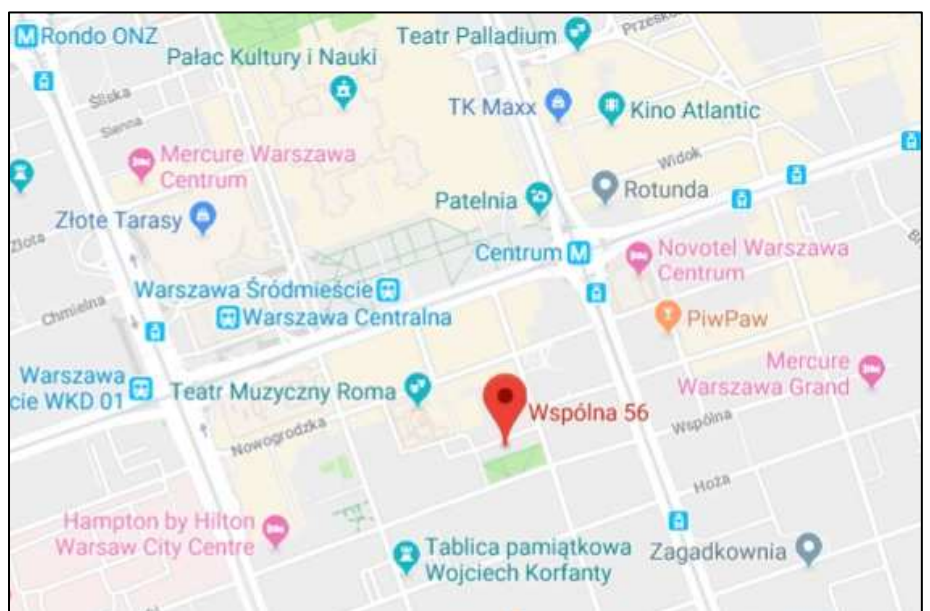 Rondo ONZ
Teatr Palladium
Pałac Kultury i Nauki
Śliska
TK Maxx
Kino Atlantic
Sienna
Mercure Warszawa
Centrum
Widok
Rotunda
Patelnia
Złote Tarasy
Złota
Centrum
Novotel Warszawa
Centrum
Warszawa Śródmieście
Chmielna
Warszawa Centralna
PiwPaw
Mercure
Warszawa Grand
Warszawa
cie WKD 01
Teatr Muzyczny Roma
Wspólna 56
Wspólna
Nowogrodzka
Hoża
Hampton by Hilton
Warsaw City Centre
Tablica pamiątkowa
Wojciech Korfanty
Zagadkownia